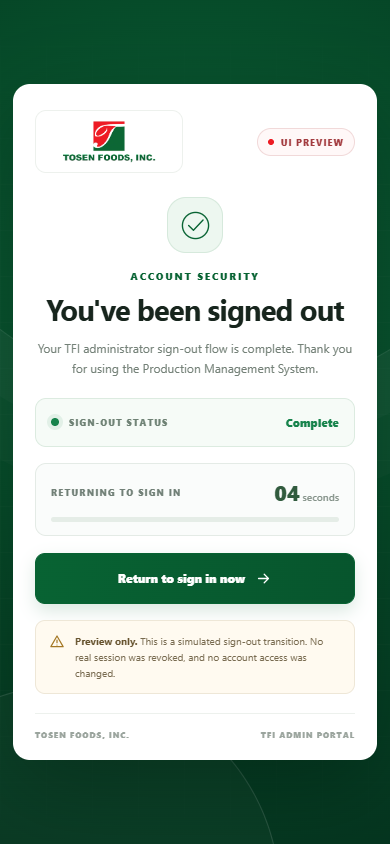 TOSEN FOODS, INC.
UI PREVIEW
ACCOUNT SECURITY
You've been signed out
Your TFI administrator sign-out flow is complete. Thank you
for using the Production Management System.
SIGN-OUT STATUS
Complete
RETURNING TO SIGN IN
04 seconds
Return to sign in now →
Preview only. This is a simulated sign-out transition. No
real session was revoked, and no account access was
changed.
TOSEN FOODS, INC.
TFI ADMIN PORTAL